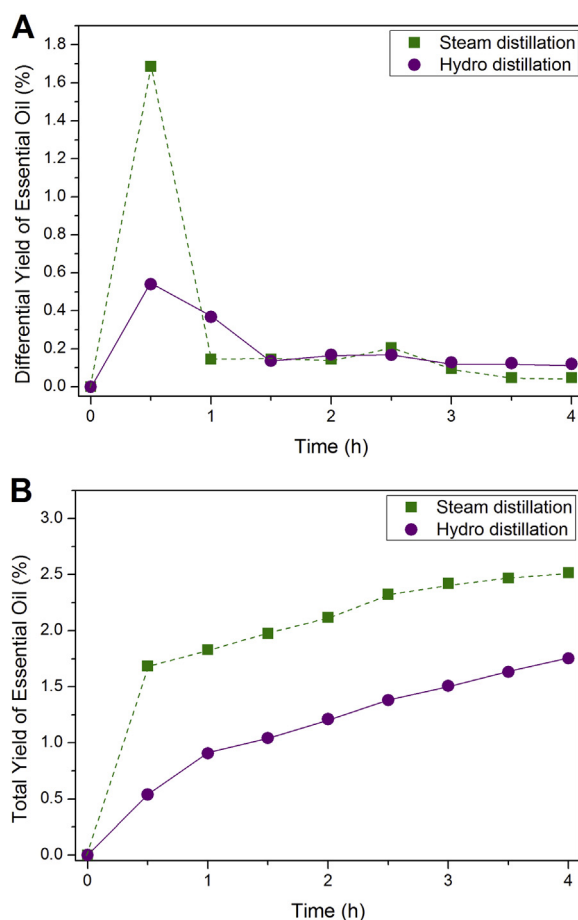 A
Steam distillation
Hydro distillation
Differential Yield of Essential Oil (%)
1.8
1.6
1.4
1.2
1.0
0.8
0.6
0.4
0.2
0.0
0 1 2 3 4
Time (h)
B
Steam distillation
Hydro distillation
Total Yield of Essential Oil (%)
3.0
2.5
2.0
1.5
1.0
0.5
0.0
0 1 2 3 4
Time (h)